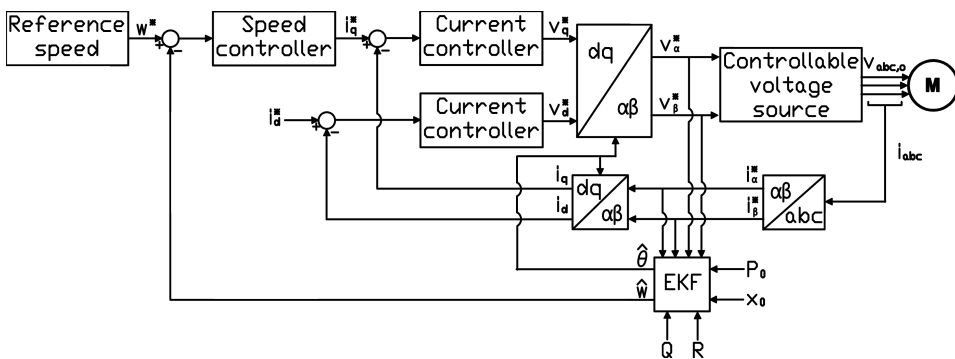 Reference
speed
w*
+
−
Speed
controller
i*q
+
−
Current
controller
v*q
dq
αβ
v*α
v*β
Controllable
voltage
source
vabc,o
M
i*d
+
−
Current
controller
v*d
iabc
iq
id
dq
αβ
i*α
i*β
αβ
abc
θ̂
ŵ
EKF
P0
x0
Q
R